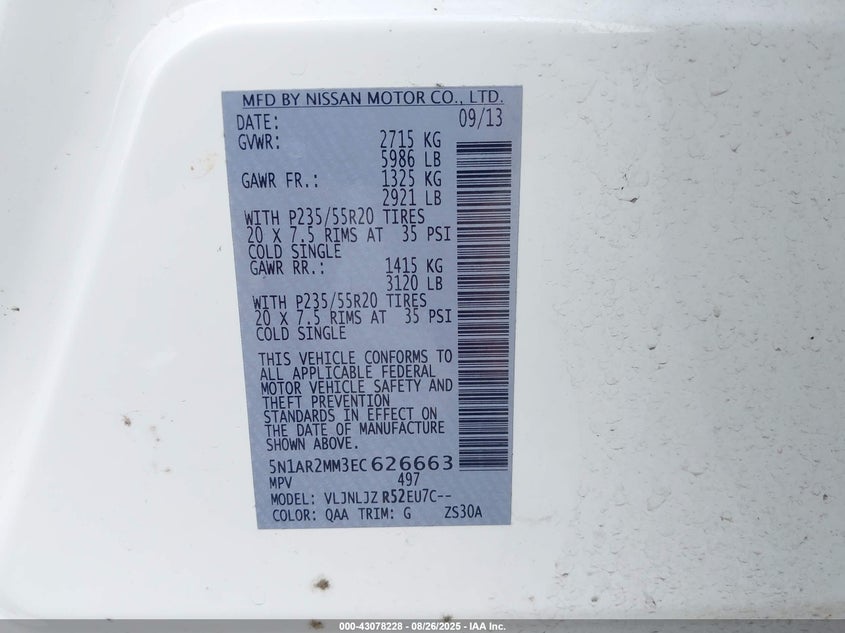 MFD BY NISSAN MOTOR CO., LTD.
DATE: 09/13
GVWR: 2715 KG
5986 LB
GAWR FR.: 1325 KG
2921 LB
WITH P235/55R20 TIRES
20 X 7.5 RIMS AT 35 PSI
COLD SINGLE
GAWR RR.: 1415 KG
3120 LB
WITH P235/55R20 TIRES
20 X 7.5 RIMS AT 35 PSI
COLD SINGLE
THIS VEHICLE CONFORMS TO
ALL APPLICABLE FEDERAL
MOTOR VEHICLE SAFETY AND
THEFT PREVENTION
STANDARDS IN EFFECT ON
THE DATE OF MANUFACTURE
SHOWN ABOVE.
5N1AR2MM3EC626663
MPV 497
MODEL: VLJNLJZ R52EU7C--
COLOR: QAA TRIM: G ZS30A
000-43078228 - 08/26/2025 - IAA Inc.